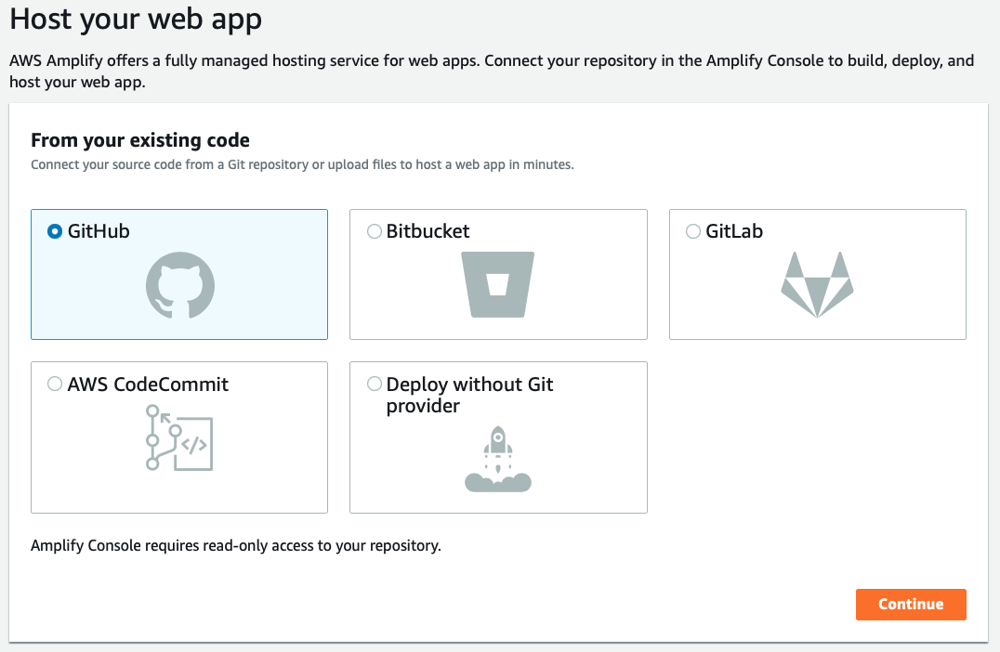 Host your web app
AWS Amplify offers a fully managed hosting service for web apps. Connect your repository in the Amplify Console to build, deploy, and
host your web app.
From your existing code
Connect your source code from a Git repository or upload files to host a web app in minutes.
GitHub
Bitbucket
GitLab
AWS CodeCommit
</>
Deploy without Git
provider
Amplify Console requires read-only access to your repository.
Continue